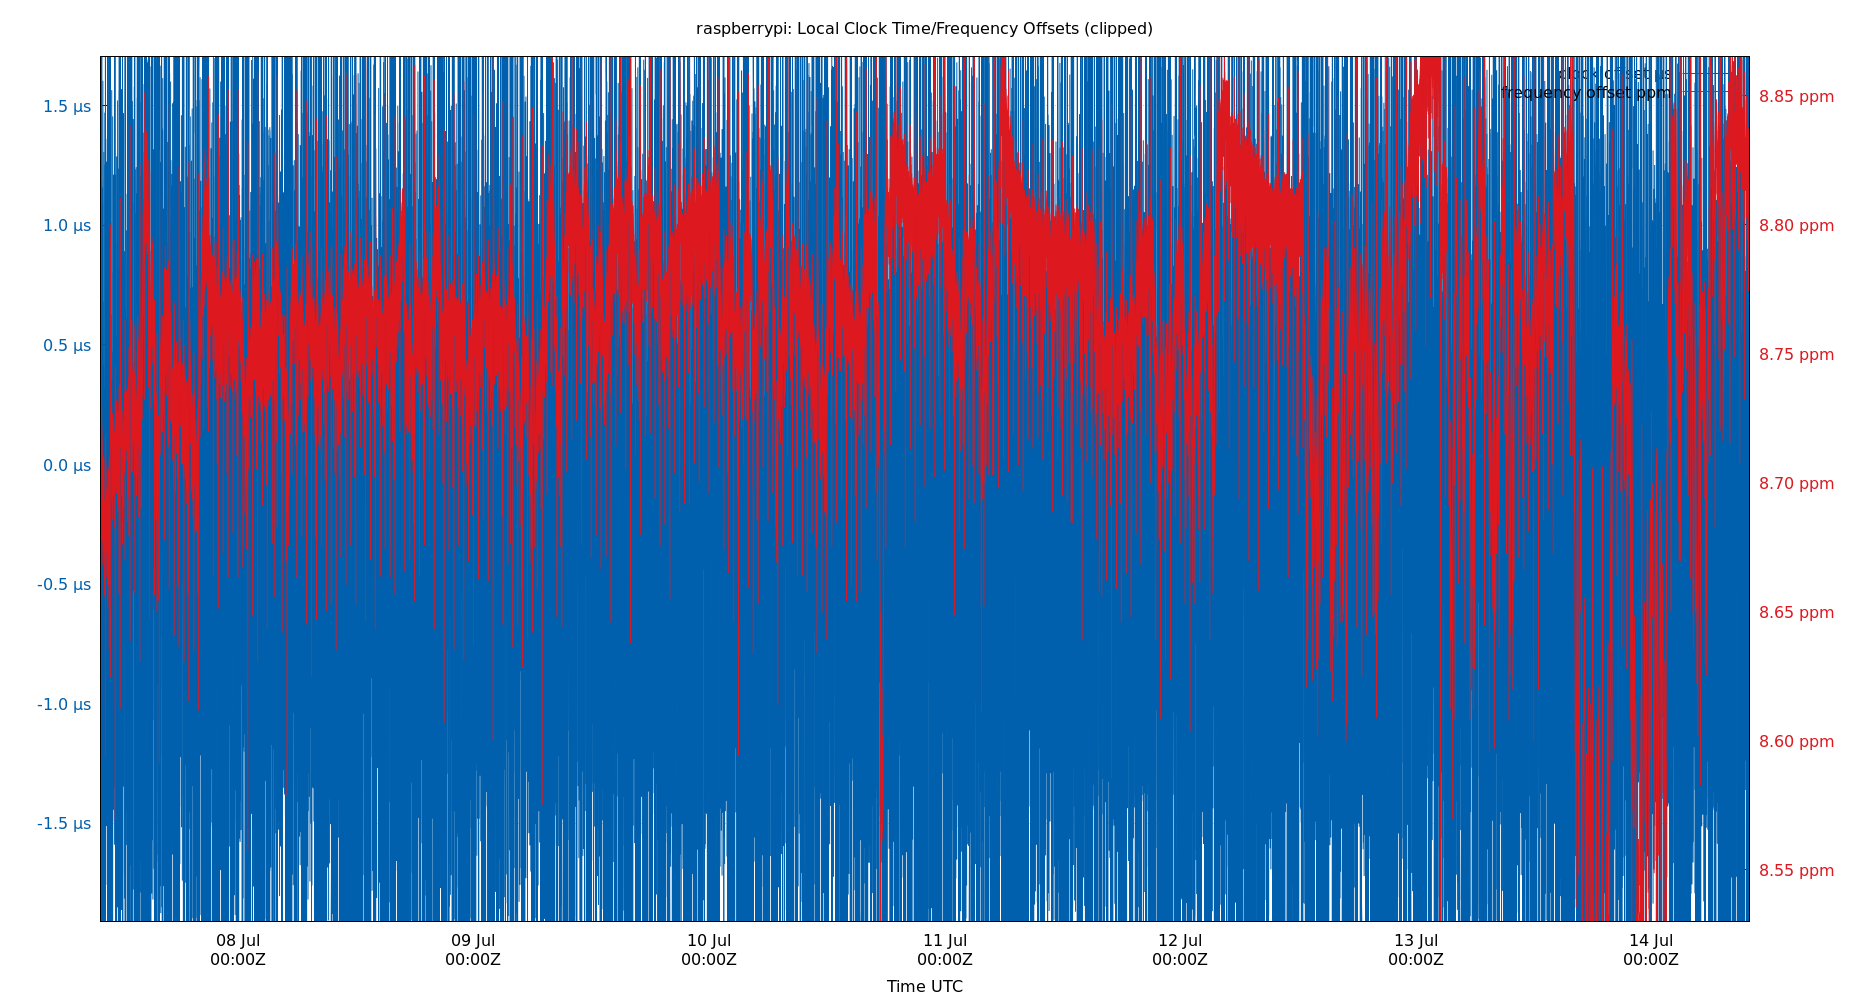 raspberrypi: Local Clock Time/Frequency Offsets (clipped)
clock offset µs
frequency offset ppm
1.5 µs
1.0 µs
0.5 µs
0.0 µs
-0.5 µs
-1.0 µs
-1.5 µs
8.85 ppm
8.80 ppm
8.75 ppm
8.70 ppm
8.65 ppm
8.60 ppm
8.55 ppm
08 Jul 09 Jul 10 Jul 11 Jul 12 Jul 13 Jul 14 Jul
00:00Z 00:00Z 00:00Z 00:00Z 00:00Z 00:00Z 00:00Z
Time UTC